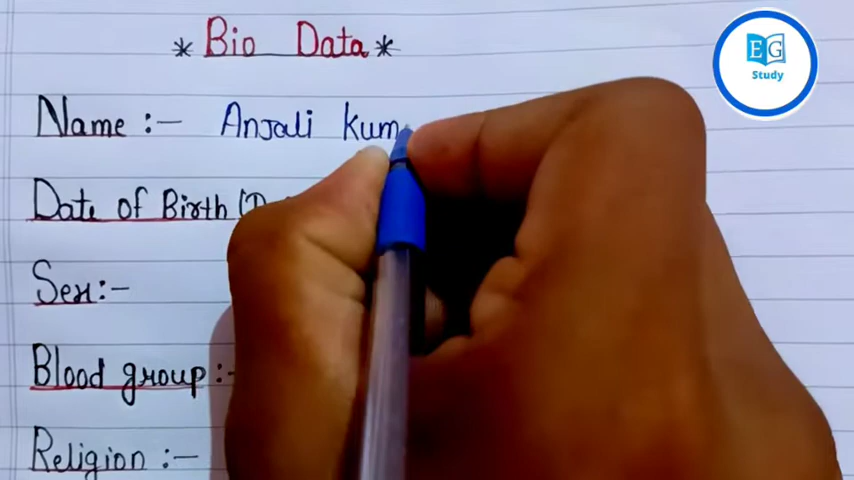 * Bio Data *
EG
Study
Name :- Anjali Kum
Date of Birth (D
Sex:-
Blood group :-
Religion :-